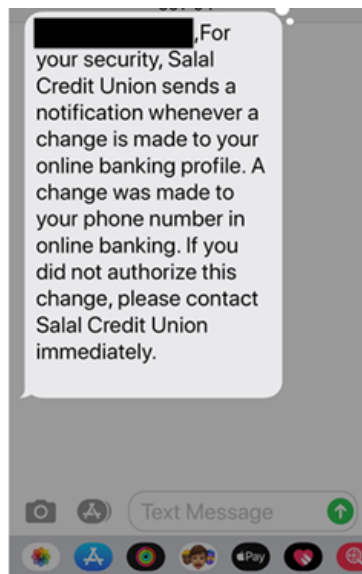 ,For
your security, Salal
Credit Union sends a
notification whenever a
change is made to your
online banking profile. A
change was made to
your phone number in
online banking. If you
did not authorize this
change, please contact
Salal Credit Union
immediately.
Text Message
Pay